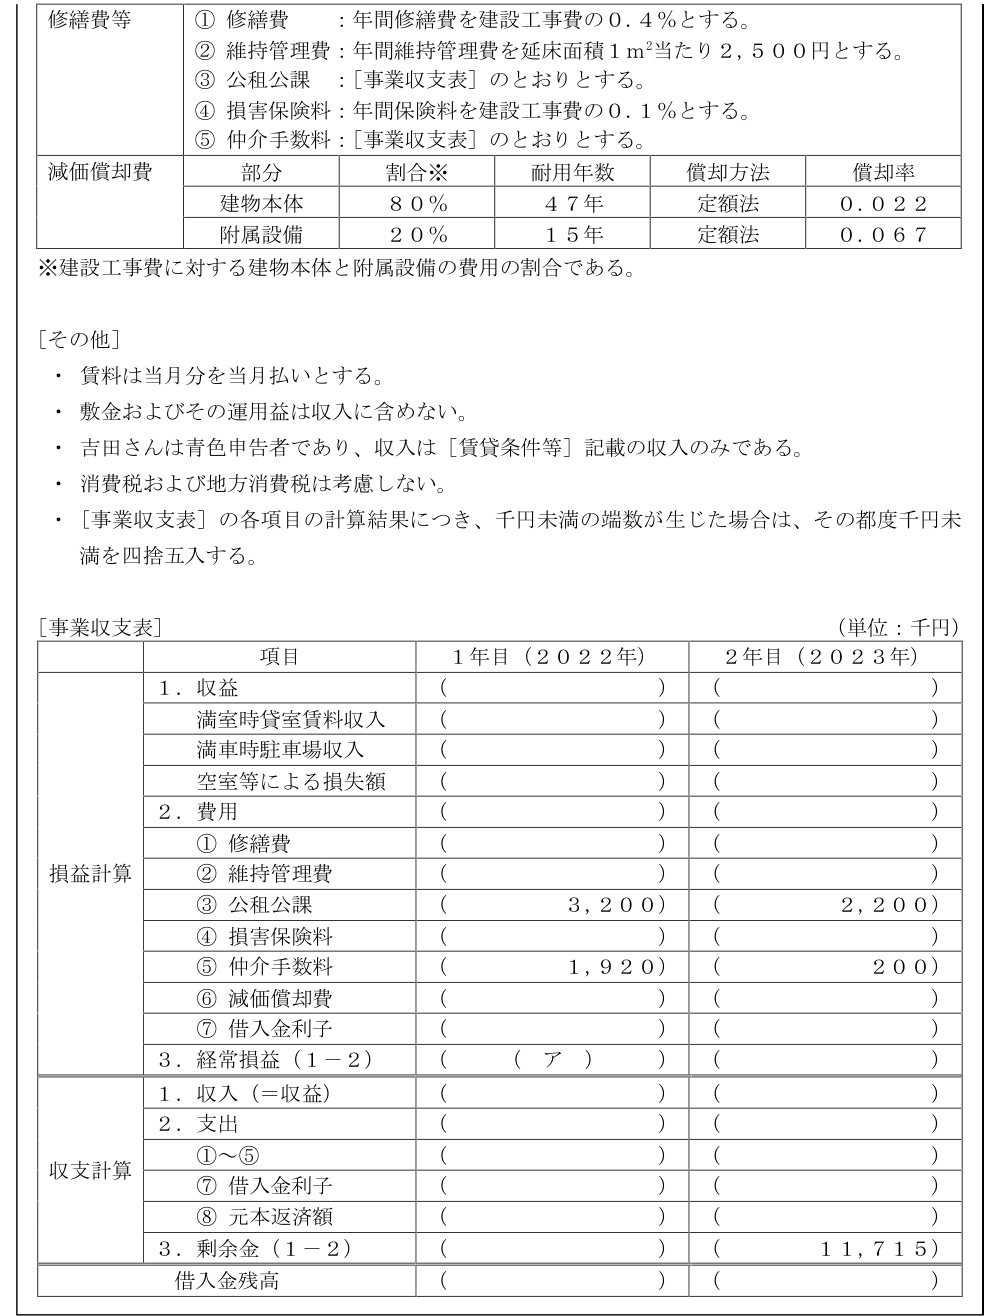 修繕費等 ① 修繕費　　：年間修繕費を建設工事費の０．４％とする。
② 維持管理費：年間維持管理費を延床面積１m²当たり２，５００円とする。
③ 公租公課　：［事業収支表］のとおりとする。
④ 損害保険料：年間保険料を建設工事費の０．１％とする。
⑤ 仲介手数料：［事業収支表］のとおりとする。
減価償却費 部分 割合※ 耐用年数 償却方法 償却率
建物本体 ８０％ ４７年 定額法 ０．０２２
附属設備 ２０％ １５年 定額法 ０．０６７
※建設工事費に対する建物本体と附属設備の費用の割合である。
［その他］
・ 賃料は当月分を当月払いとする。
・ 敷金およびその運用益は収入に含めない。
・ 吉田さんは青色申告者であり、収入は［賃貸条件等］記載の収入のみである。
・ 消費税および地方消費税は考慮しない。
・ ［事業収支表］の各項目の計算結果につき、千円未満の端数が生じた場合は、その都度千円未
満を四捨五入する。
［事業収支表］ （単位：千円）
項目 １年目（２０２２年） ２年目（２０２３年）
損益計算 １．収益 （　　　） （　　　）
満室時貸室賃料収入 （　　　） （　　　）
満車時駐車場収入 （　　　） （　　　）
空室等による損失額 （　　　） （　　　）
２．費用 （　　　） （　　　）
① 修繕費 （　　　） （　　　）
② 維持管理費 （　　　） （　　　）
③ 公租公課 （　３，２００） （　２，２００）
④ 損害保険料 （　　　） （　　　）
⑤ 仲介手数料 （　１，９２０） （　２００）
⑥ 減価償却費 （　　　） （　　　）
⑦ 借入金利子 （　　　） （　　　）
３．経常損益（１－２） （　（　ア　）　） （　　　）
収支計算 １．収入（＝収益） （　　　） （　　　）
２．支出 （　　　） （　　　）
①～⑤ （　　　） （　　　）
⑦ 借入金利子 （　　　） （　　　）
⑧ 元本返済額 （　　　） （　　　）
３．剰余金（１－２） （　　　） （　１１，７１５）
借入金残高 （　　　） （　　　）